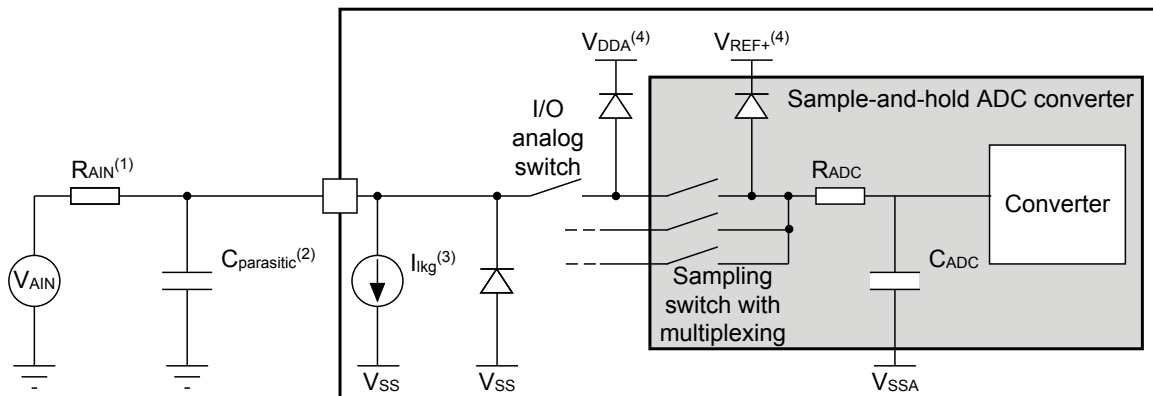 VDDA(4)
VREF+(4)
Sample-and-hold ADC converter
I/O
analog
switch
RAIN(1)
RADC
Converter
VAIN
Cparasitic(2)
Ilkg(3)
CADC
Sampling
switch with
multiplexing
VSS
VSS
VSSA